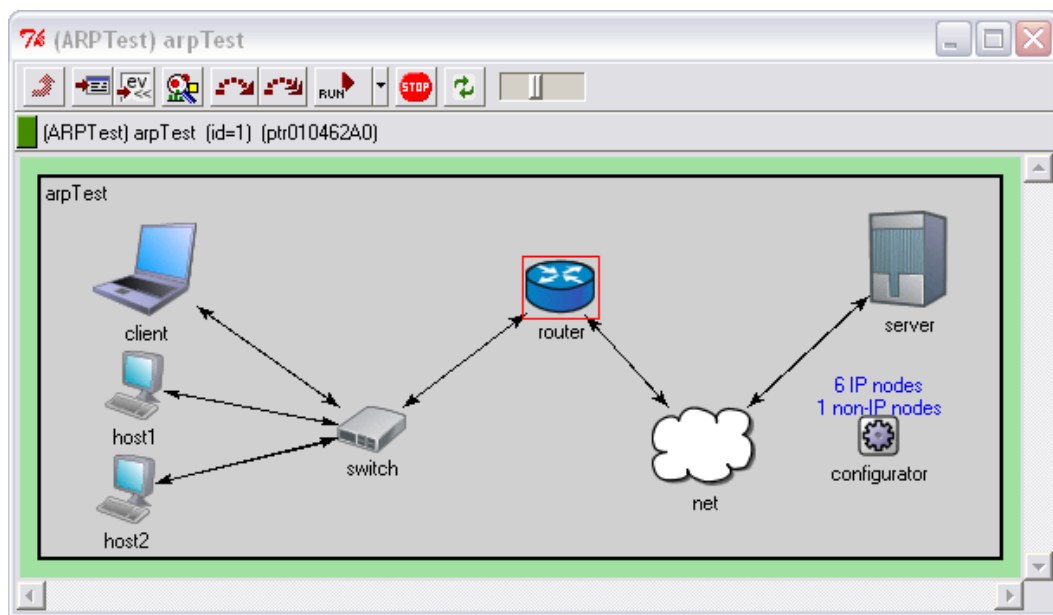 (ARPTest) arpTest
ev
<<
RUN
STOP
(ARPTest) arpTest (id=1) (ptr010462A0)
arpTest
client
router
server
6 IP nodes
1 non-IP nodes
host1
switch
configurator
net
host2